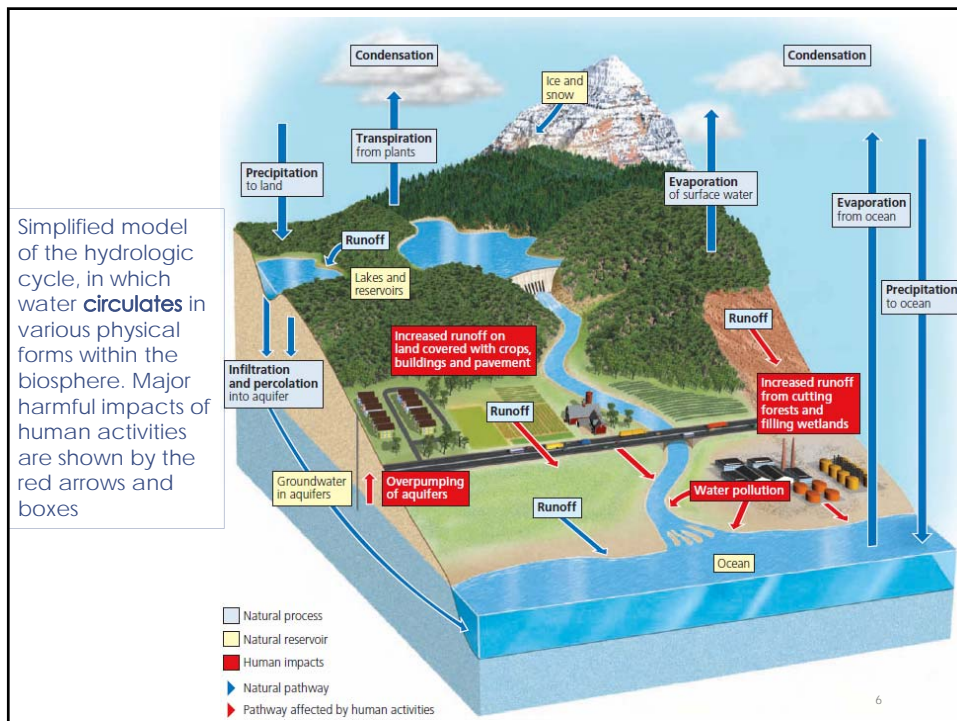 Simplified model
of the hydrologic
cycle, in which
water circulates in
various physical
forms within the
biosphere. Major
harmful impacts of
human activities
are shown by the
red arrows and
boxes
Condensation
Condensation
Ice and
snow
Transpiration
from plants
Precipitation
to land
Evaporation
of surface water
Evaporation
from ocean
Runoff
Lakes and
reservoirs
Precipitation
to ocean
Runoff
Increased runoff on
land covered with crops,
buildings and pavement
Infiltration
and percolation
into aquifer
Increased runoff
from cutting
forests and
filling wetlands
Runoff
Groundwater
in aquifers
Overpumping
of aquifers
Water pollution
Runoff
Ocean
Natural process
Natural reservoir
Human impacts
Natural pathway
Pathway affected by human activities
6